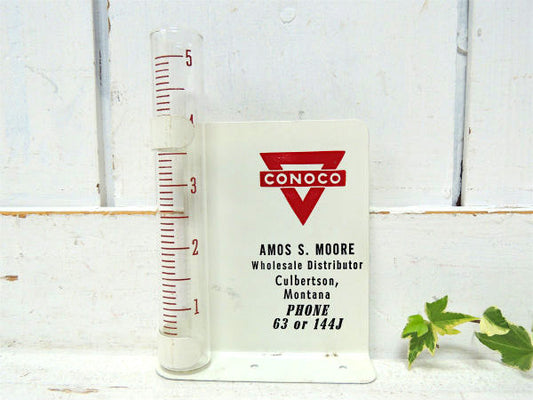 5
4
3
2
1
CONOCO
AMOS S. MOORE
Wholesale Distributor
Culbertson,
Montana
PHONE
63 or 144J